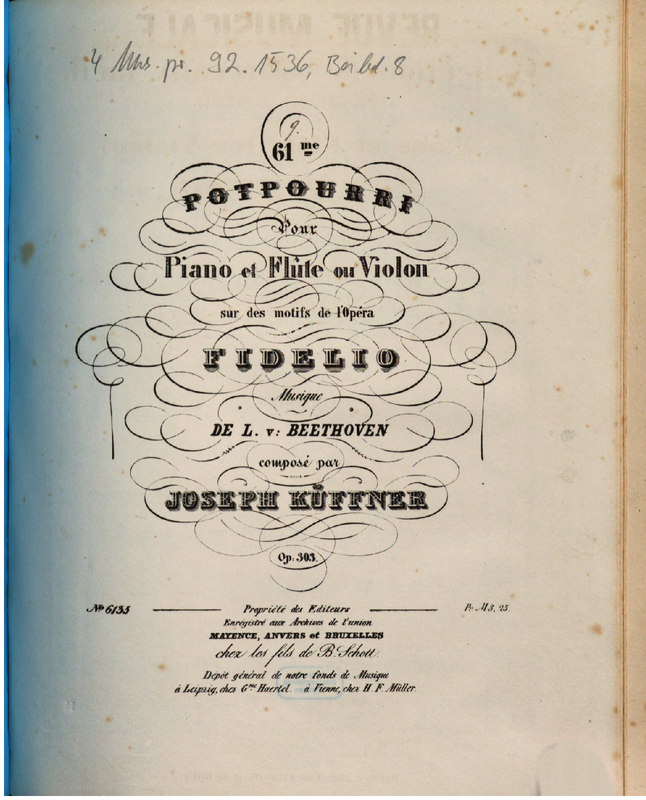 4 Mus. pr. 92.1536, Beibd. 8
61me
POTPOURRI
Pour
Piano et Flùte ou Violon
sur des motifs de l'Opéra
FIDELIO
Musique
DE L. v: BEETHOVEN
composé par
JOSEPH KÜFFNER
Op. 303.
No 6135 Propriété des Editeurs Pr. fl. 3, 25
Enregistré aux Archives de l'union
MAYENCE, ANVERS et BRUXELLES
chez les fils de B. Schott.
Dépôt général de notre fonds de Musique
à Leipzig, chez Gme Haertel. à Vienne, chez H. F. Müller.